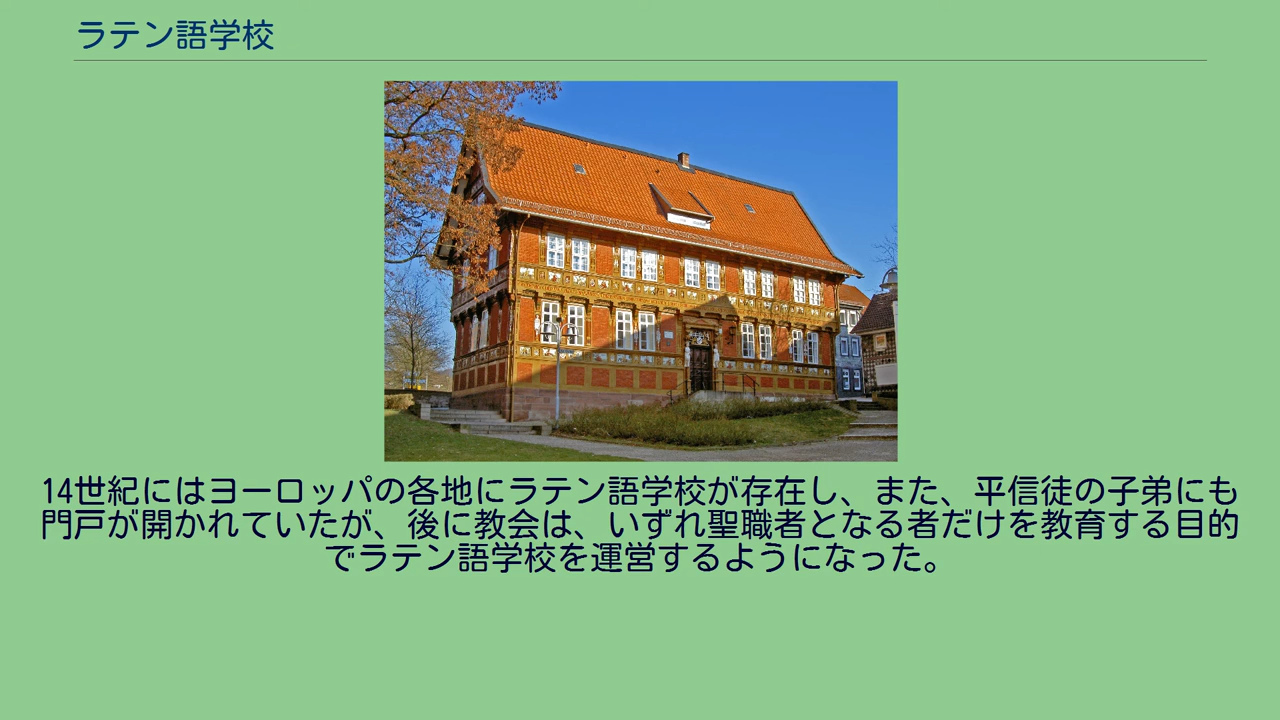 ラテン語学校
14世紀にはヨーロッパの各地にラテン語学校が存在し、また、平信徒の子弟にも
門戸が開かれていたが、後に教会は、いずれ聖職者となる者だけを教育する目的
でラテン語学校を運営するようになった。